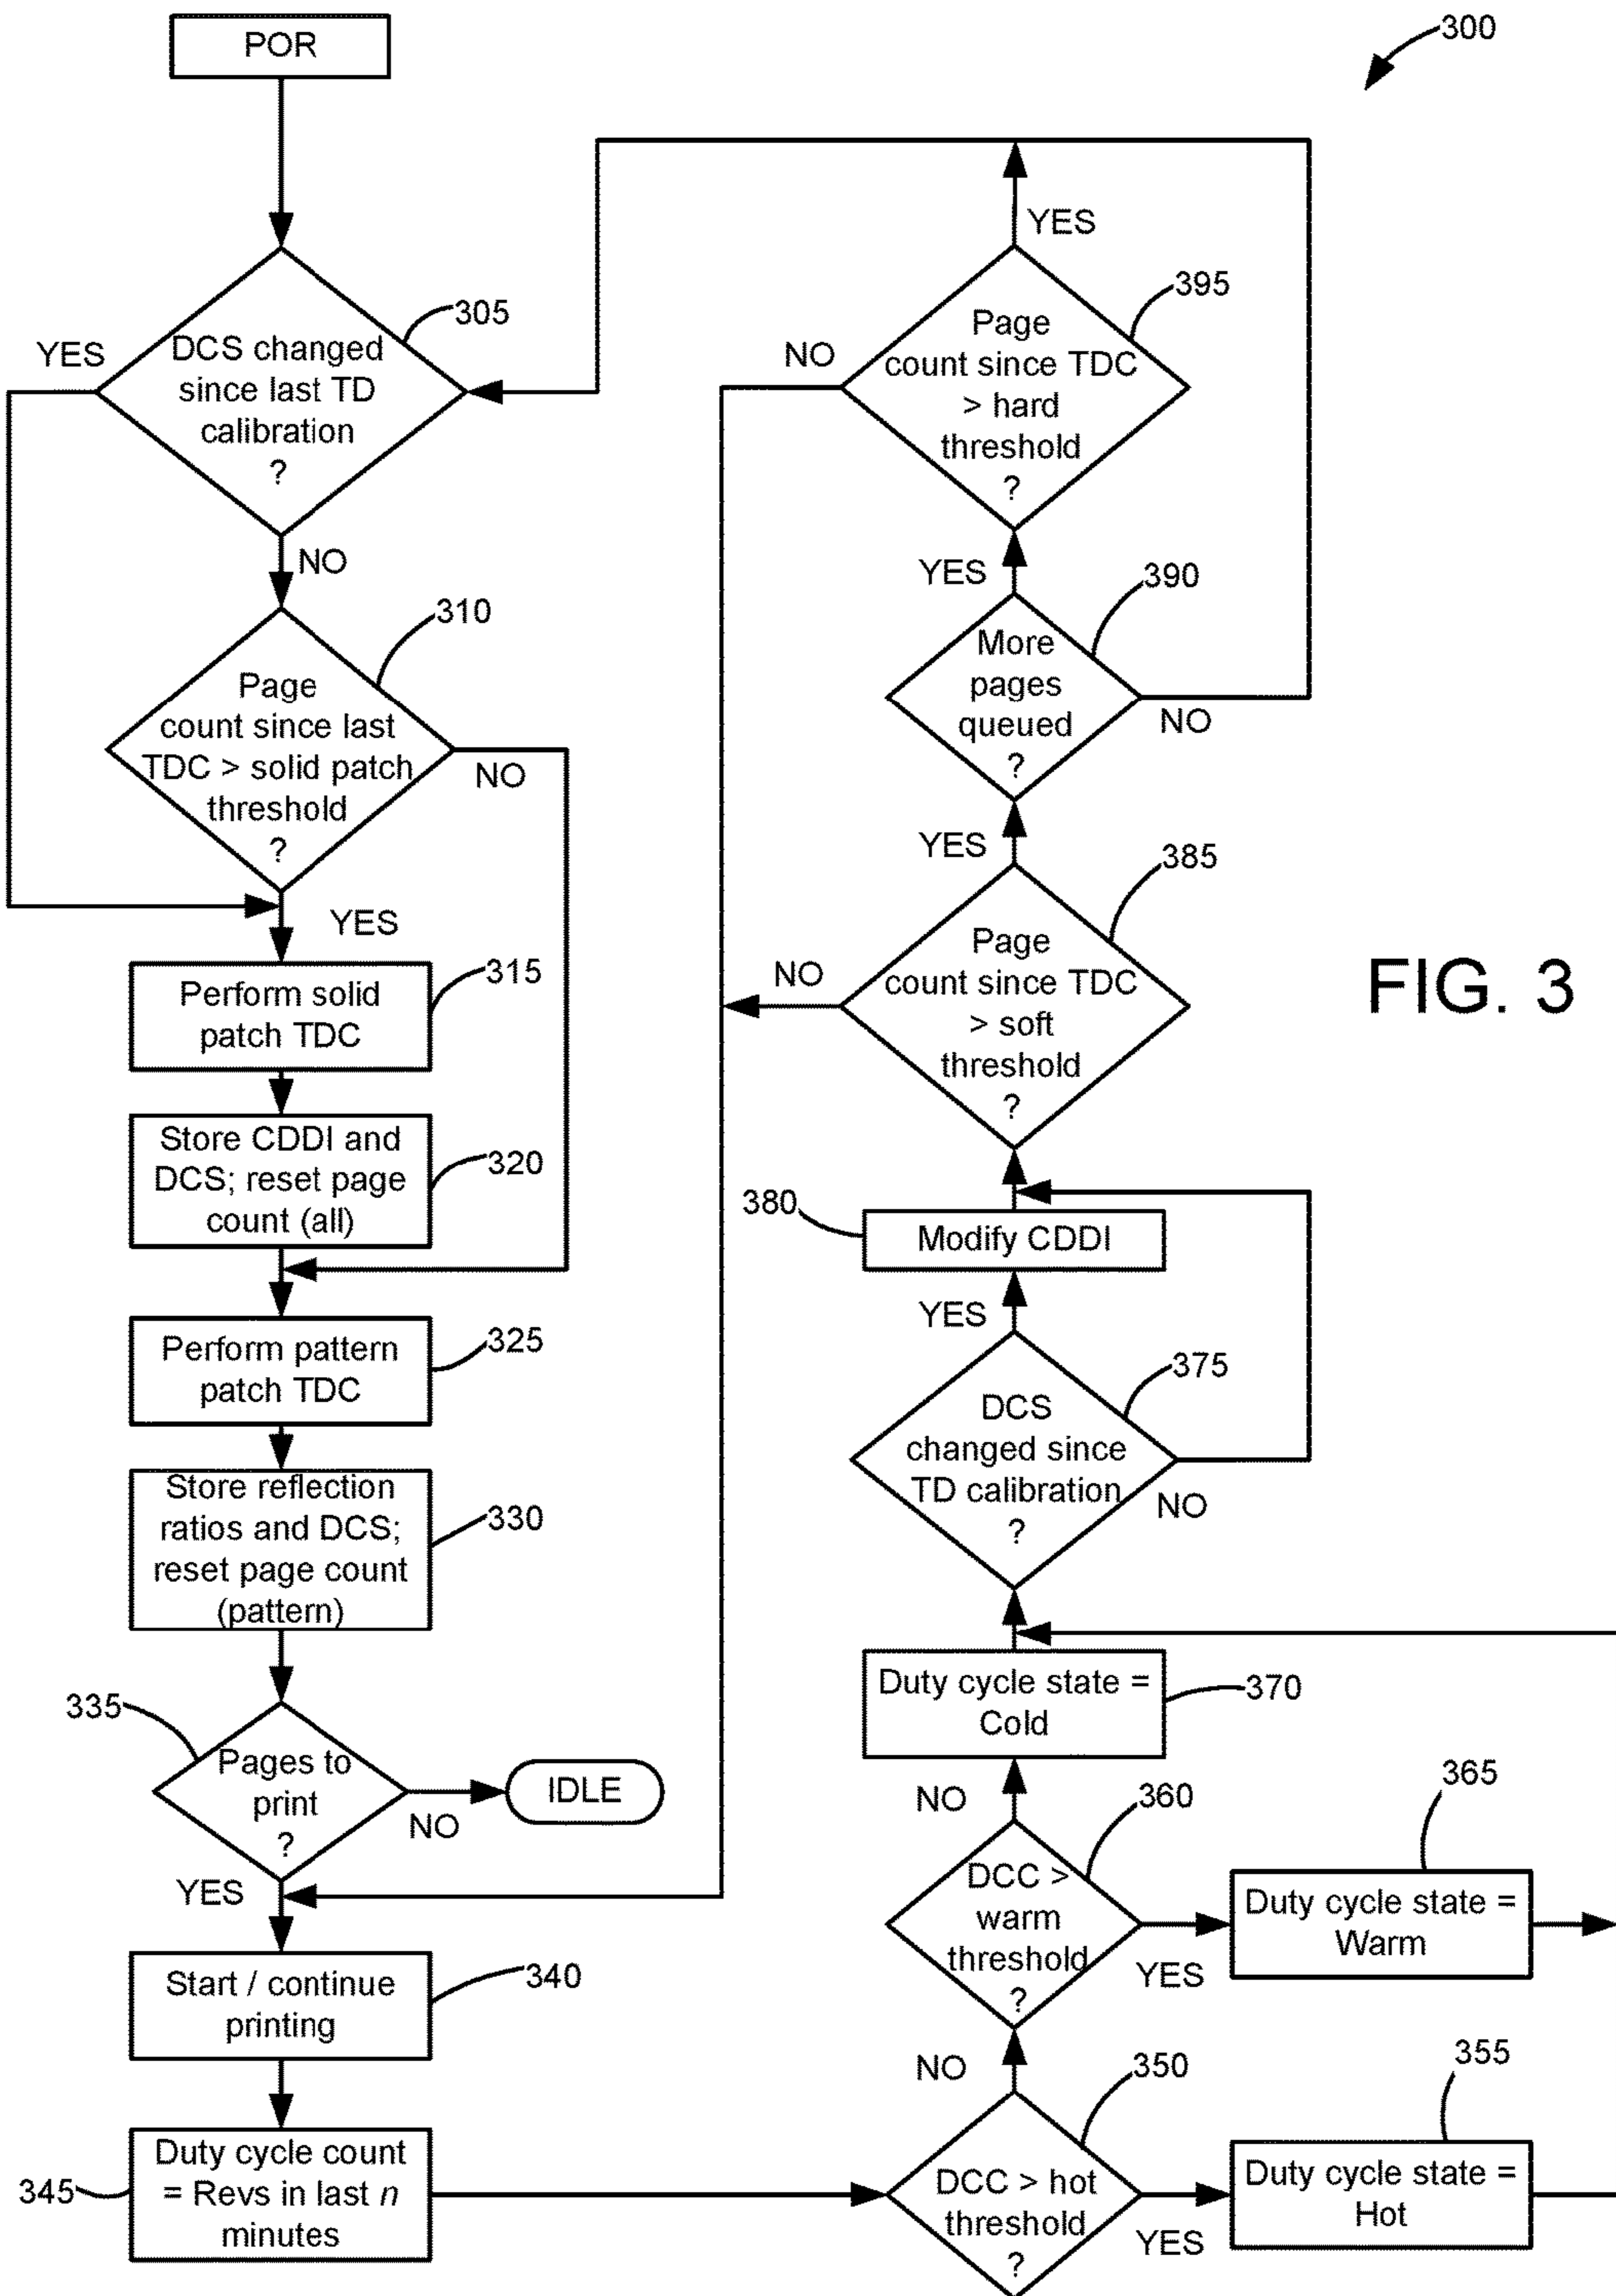 POR
300
DCS changed
since last TD
calibration
?
305
YES
NO
Page
count since last
TDC > solid patch
threshold
?
310
NO
YES
Perform solid
patch TDC
315
Store CDDI and
DCS; reset page
count (all)
320
Perform pattern
patch TDC
325
Store reflection
ratios and DCS;
reset page count
(pattern)
330
335
Pages to
print
?
NO
IDLE
YES
Start / continue
printing
340
345
Duty cycle count
= Revs in last n
minutes
YES
395
Page
count since TDC
> hard
threshold
?
NO
YES
390
More
pages
queued
?
NO
YES
385
Page
count since TDC
> soft
threshold
?
NO
FIG. 3
380
Modify CDDI
YES
375
DCS
changed since
TD calibration
?
NO
Duty cycle state =
Cold
370
NO
360
DCC >
warm
threshold
?
YES
365
Duty cycle state =
Warm
NO
350
DCC > hot
threshold
?
YES
355
Duty cycle state =
Hot